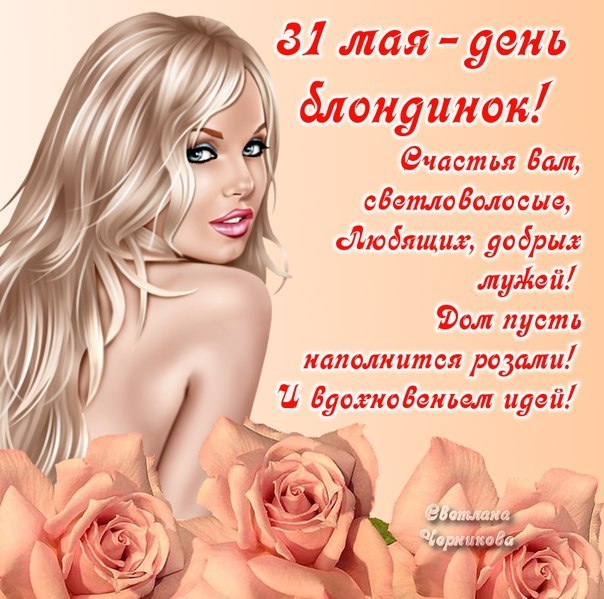 31 мая - день
блондинок!
Счастья вам,
светловолосые,
Любящих, добрых
мужей!
Дом пусть
наполнится розами!
И вдохновеньем идей!
Светлана
Черникова